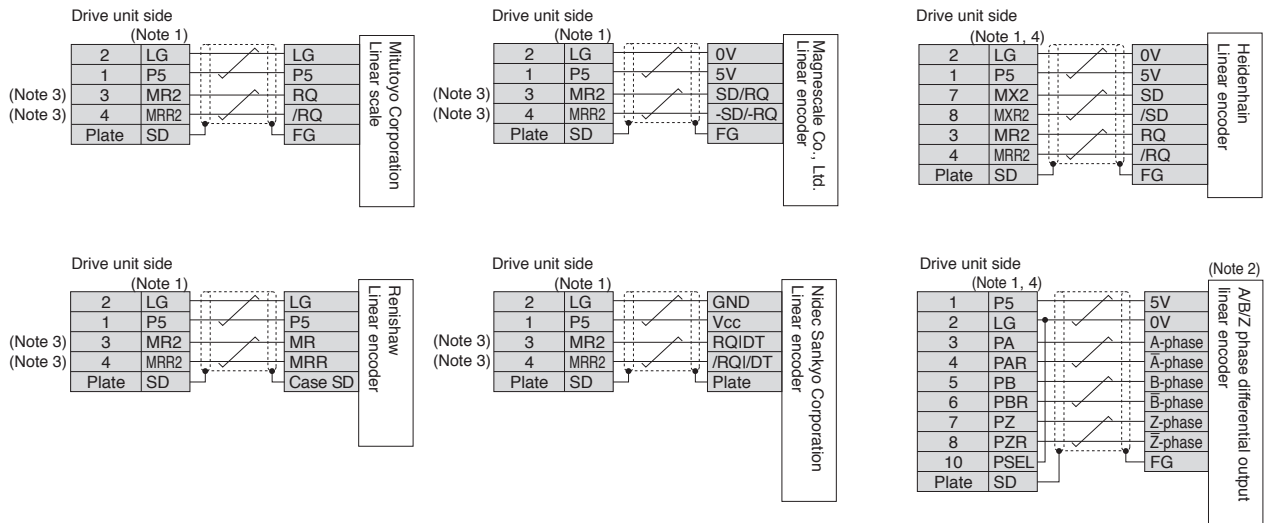 Drive unit side
(Note 1)
2 LG LG
1 P5 P5
(Note 3) 3 MR2 RQ
(Note 3) 4 MRR2 /RQ
Plate SD FG
Mitutoyo Corporation
Linear scale
Drive unit side
(Note 1)
2 LG 0V
1 P5 5V
(Note 3) 3 MR2 SD/RQ
(Note 3) 4 MRR2 -SD/-RQ
Plate SD FG
Magnescale Co., Ltd.
Linear encoder
Drive unit side
(Note 1, 4)
2 LG 0V
1 P5 5V
7 MX2 SD
8 MXR2 /SD
3 MR2 RQ
4 MRR2 /RQ
Plate SD FG
Heidenhain
Linear encoder
Drive unit side
(Note 1)
2 LG LG
1 P5 P5
(Note 3) 3 MR2 MR
(Note 3) 4 MRR2 MRR
Plate SD Case SD
Renishaw
Linear encoder
Drive unit side
(Note 1)
2 LG GND
1 P5 Vcc
(Note 3) 3 MR2 RQI/DT
(Note 3) 4 MRR2 /RQI/DT
Plate SD Plate
Nidec Sankyo Corporation
Linear encoder
Drive unit side
(Note 1, 4)
(Note 2)
1 P5 5V
2 LG 0V
3 PA A-phase
4 PAR A̅-phase
5 PB B-phase
6 PBR B̅-phase
7 PZ Z-phase
8 PZR Z̅-phase
10 PSEL FG
Plate SD
A/B/Z phase differential output
linear encoder